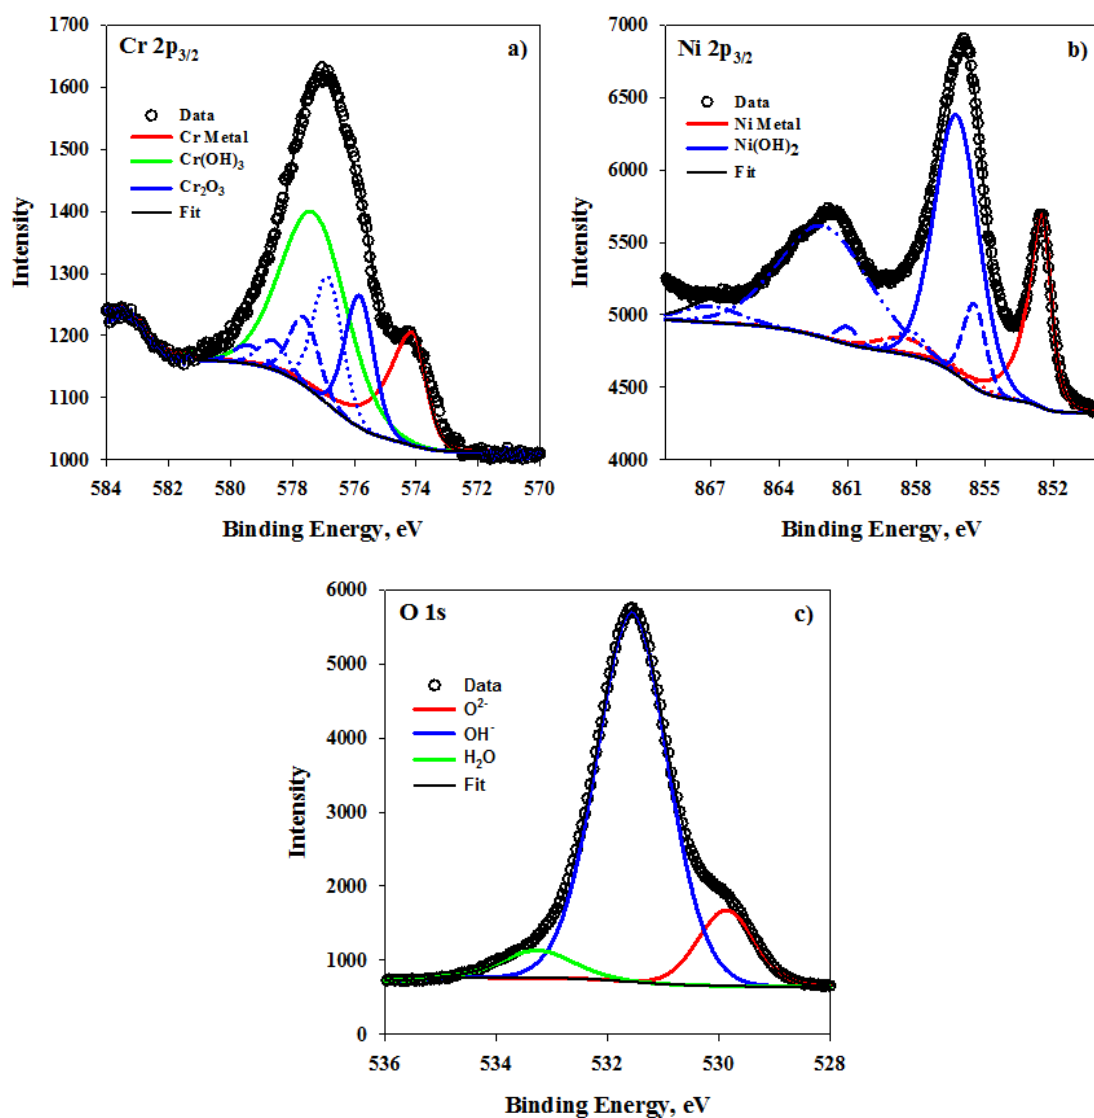 Cr 2p3/2
a)
Data
Cr Metal
Cr(OH)3
Cr2O3
Fit
Intensity
1700
1600
1500
1400
1300
1200
1100
1000
584 582 580 578 576 574 572 570
Binding Energy, eV
Ni 2p3/2
b)
Data
Ni Metal
Ni(OH)2
Fit
Intensity
7000
6500
6000
5500
5000
4500
4000
867 864 861 858 855 852
Binding Energy, eV
O 1s
c)
Data
O2-
OH-
H2O
Fit
Intensity
6000
5000
4000
3000
2000
1000
0
536 534 532 530 528
Binding Energy, eV